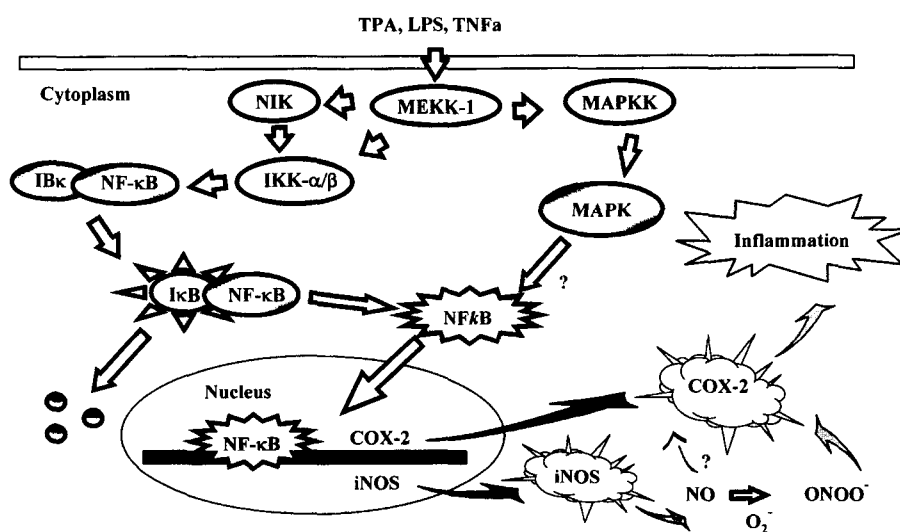 TPA, LPS, TNFa
Cytoplasm
NIK
MEKK-1
MAPKK
IBκ
NF-κB
IKK-α/β
MAPK
Inflammation
IκB
NF-κB
?
NFkB
Nucleus
COX-2
NF-κB
COX-2
iNOS
iNOS
?
NO
ONOO⁻
O₂⁻